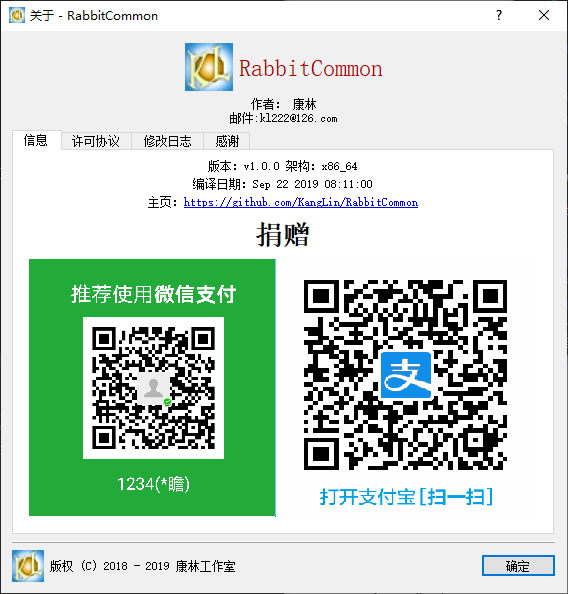 关于 - RabbitCommon
RabbitCommon
作者： 康林
邮件:kl222@126.com
信息
许可协议
修改日志
感谢
版本：v1.0.0 架构：x86_64
编译日期：Sep 22 2019 08:11:00
主页：https://github.com/KangLin/RabbitCommon
捐赠
推荐使用微信支付
1234(*瞻)
支
打开支付宝[扫一扫]
版权 (C) 2018 - 2019 康林工作室
确定